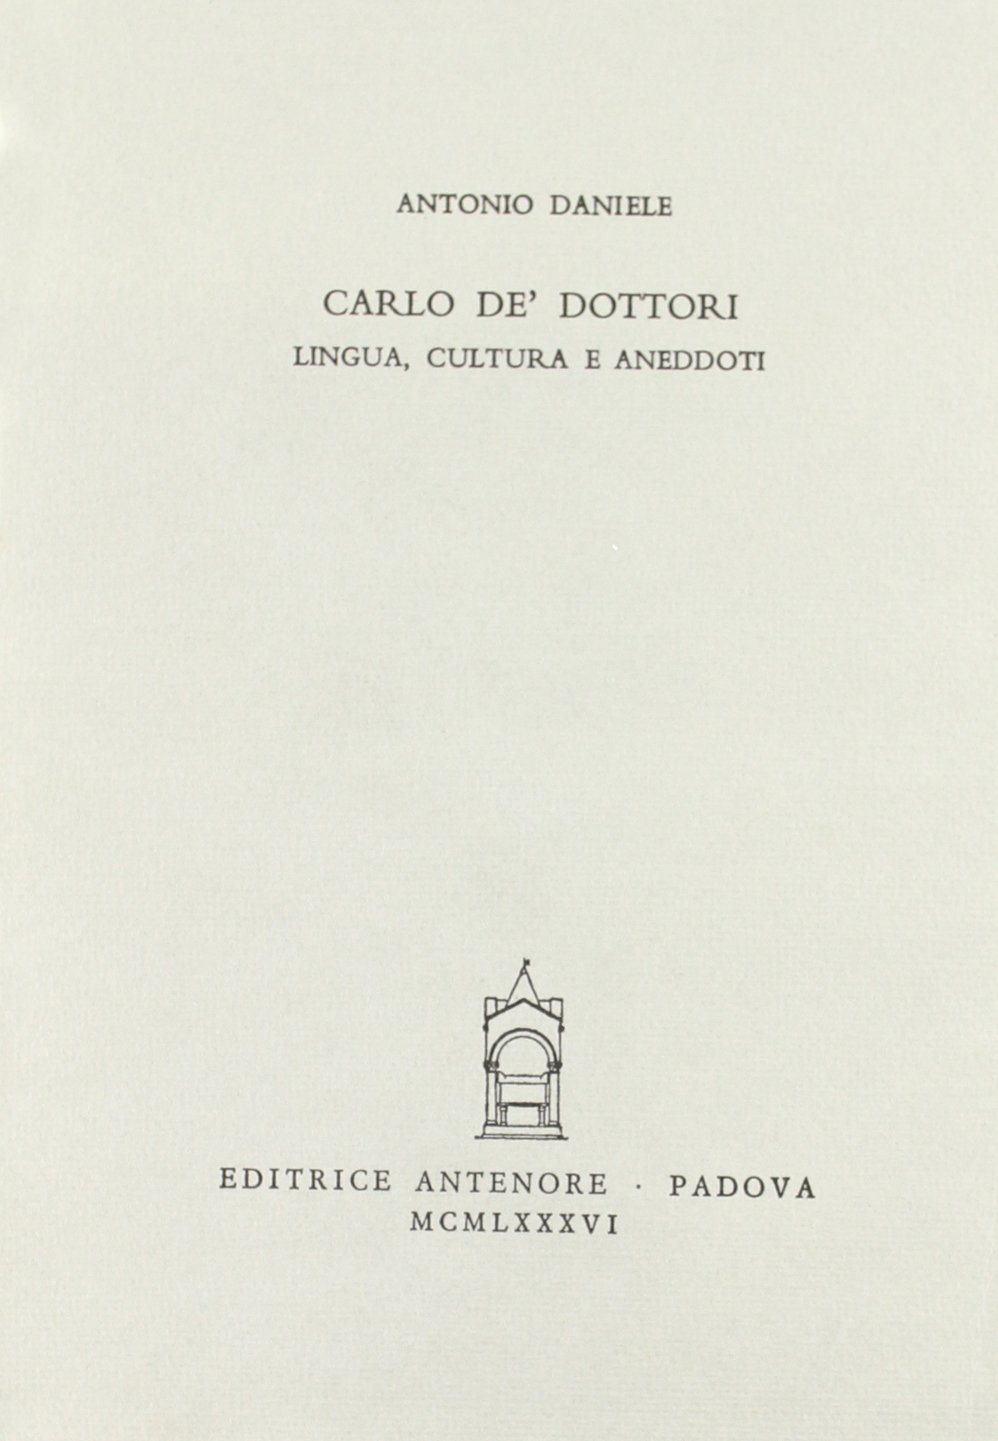 ANTONIO DANIELE
CARLO DE' DOTTORI
LINGUA, CULTURA E ANEDDOTI
EDITRICE ANTENORE · PADOVA
MCMLXXXVI